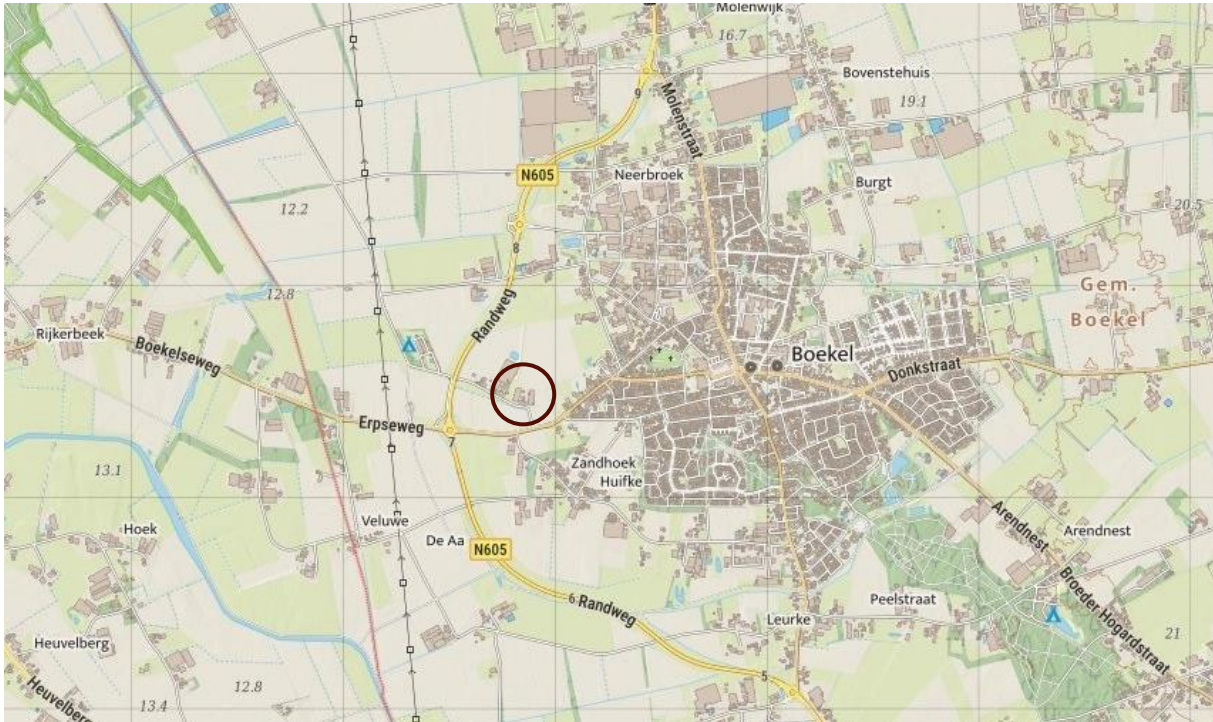 Molenwijk
16.7
Bovenstehuis
19.1
9
Molenstraat
N605
Neerbroek
Burgt
12.2
20.5
8
Gem.
Boekel
12.8
Randweg
Rijkerbeek
Boekelseweg
Boekel
Donkstraat
Erpseweg
7
Zandhoek
Huifke
13.1
Hoek
Veluwe
De Aa
N605
Arendnest
Arendnest
6
Randweg
Peelstraat
Broeder Hogardstraat
Leurke
21
Heuvelberg
5
12.8
Heuvelberg
13.4